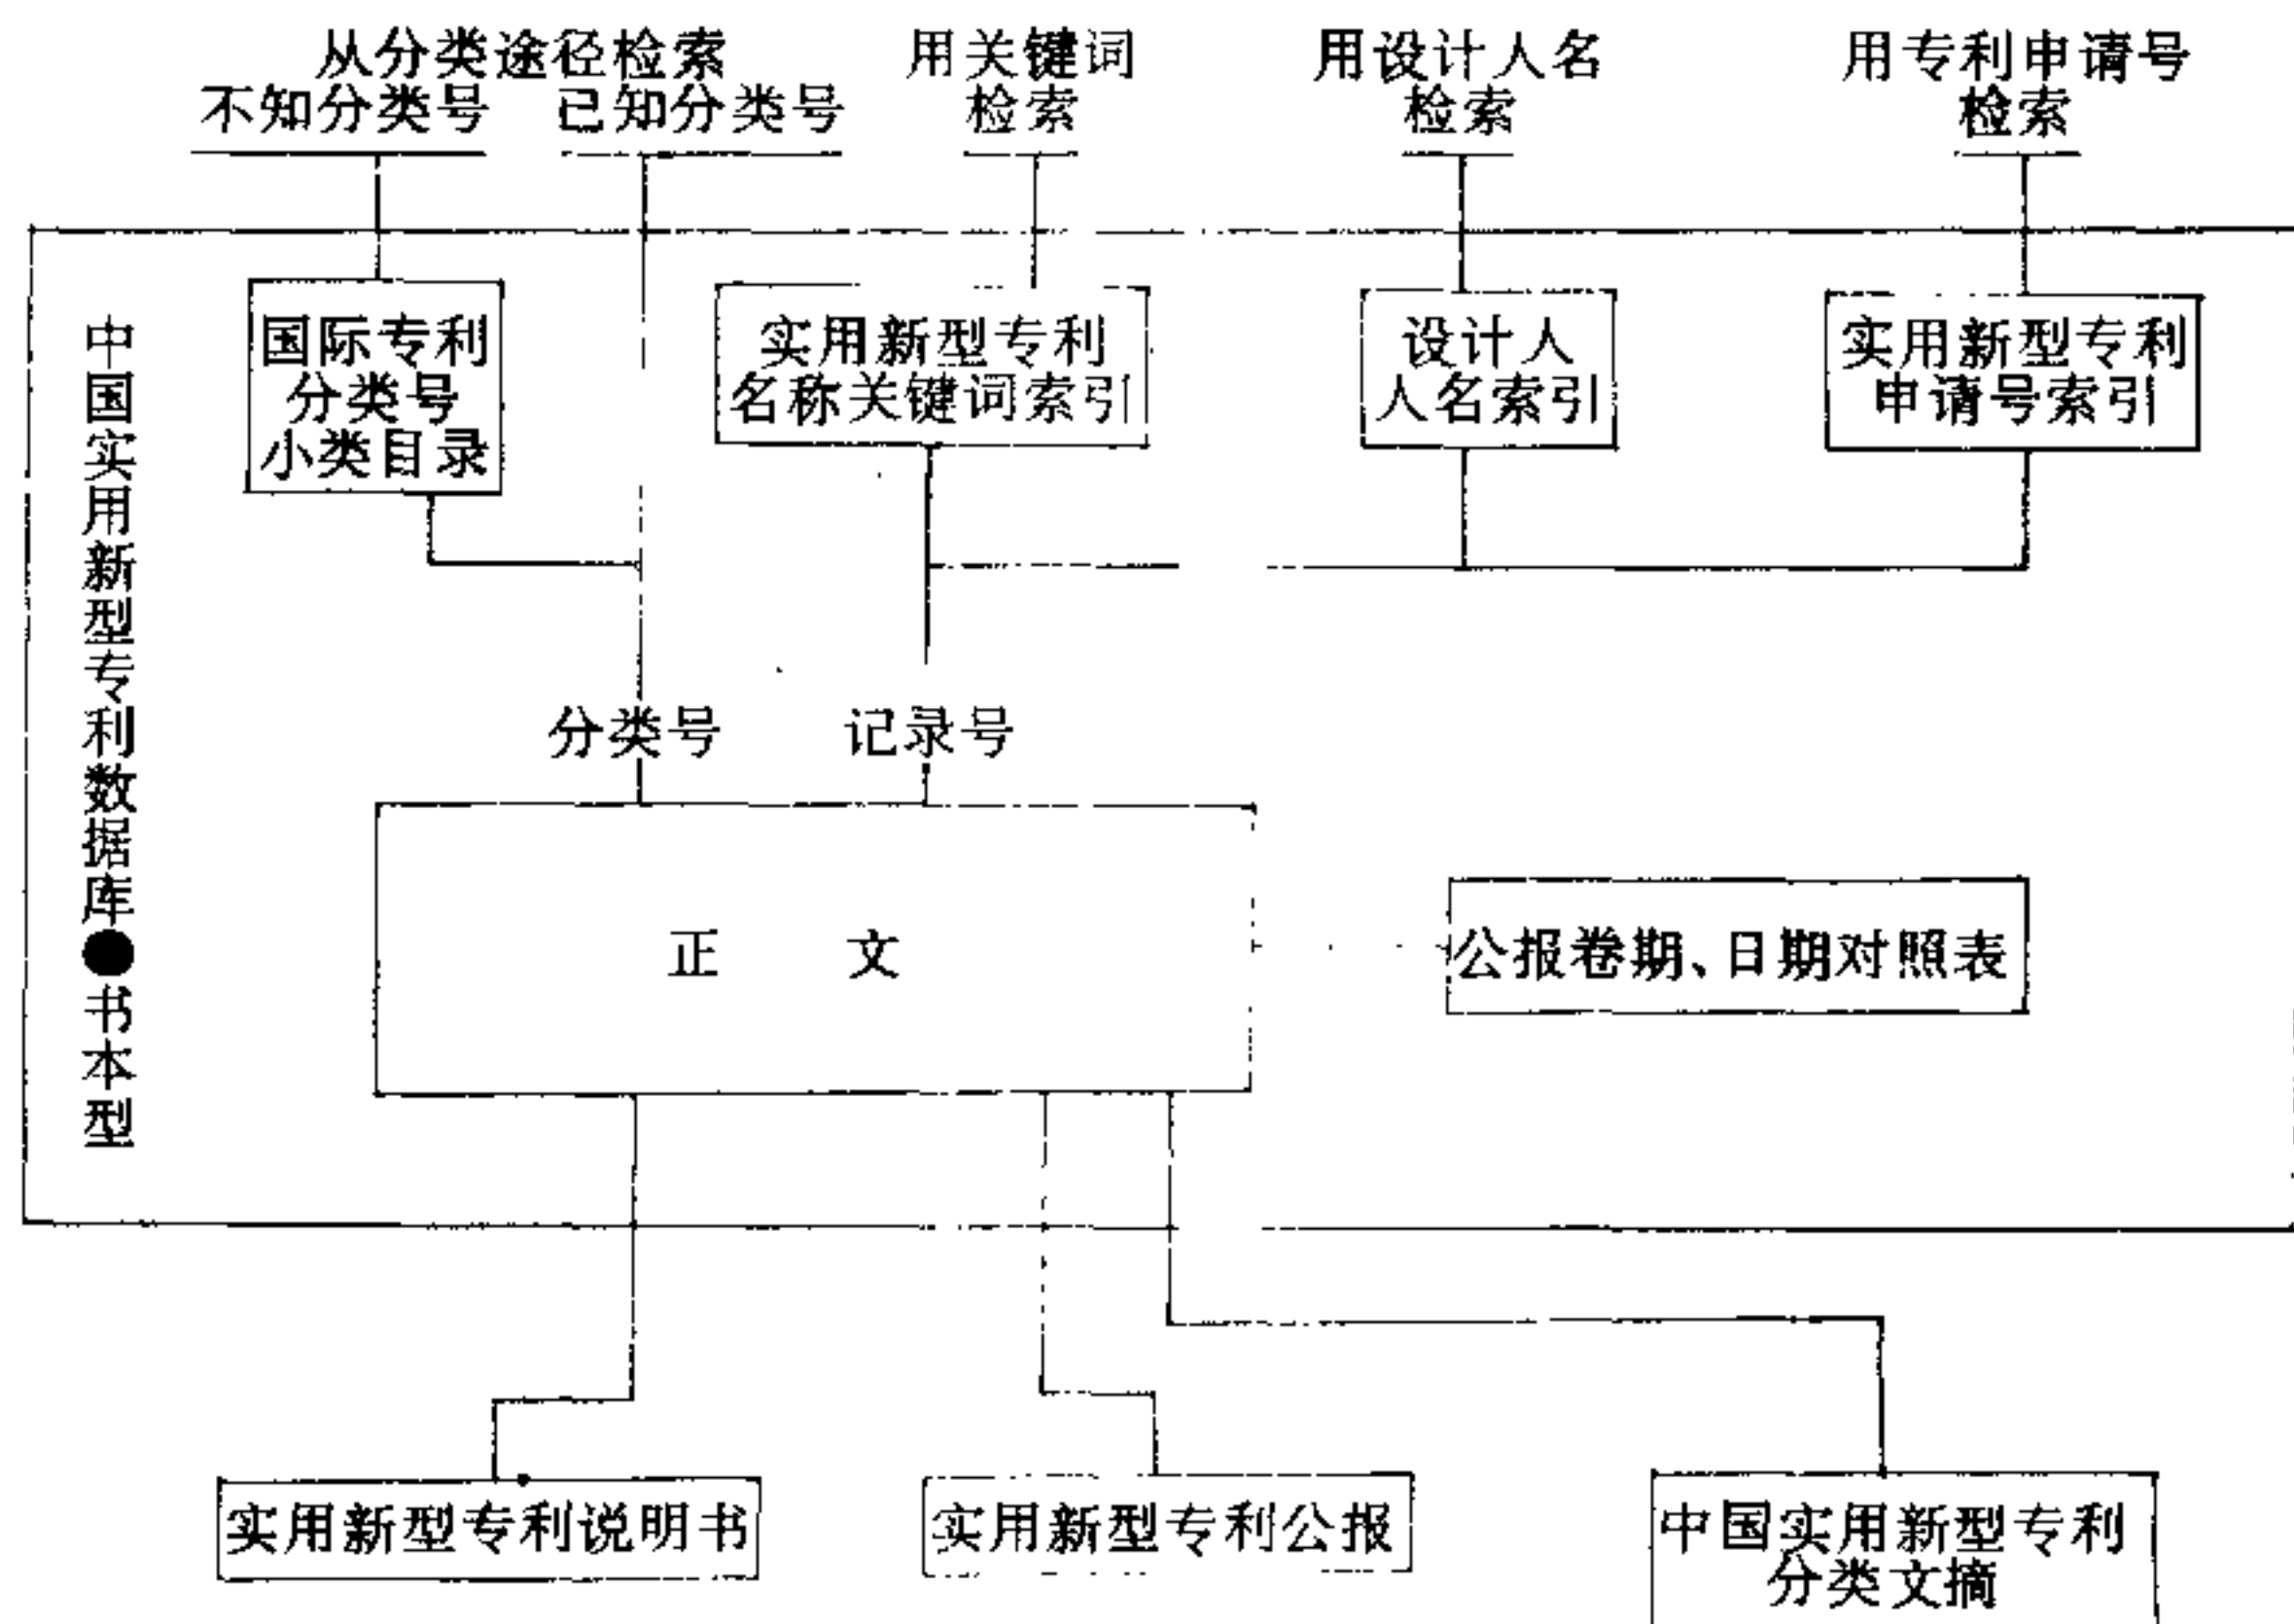 从分类途径检索
不知分类号
已知分类号
用关键词
检索
用设计人名
检索
用专利申请号
检索
中国实用新型专利数据库●书本型
国际专利
分类号
小类目录
实用新型专利
名称关键词索引
设计人
人名索引
实用新型专利
申请号索引
分类号
记录号
正文
公报卷期、日期对照表
实用新型专利说明书
实用新型专利公报
中国实用新型专利
分类文摘